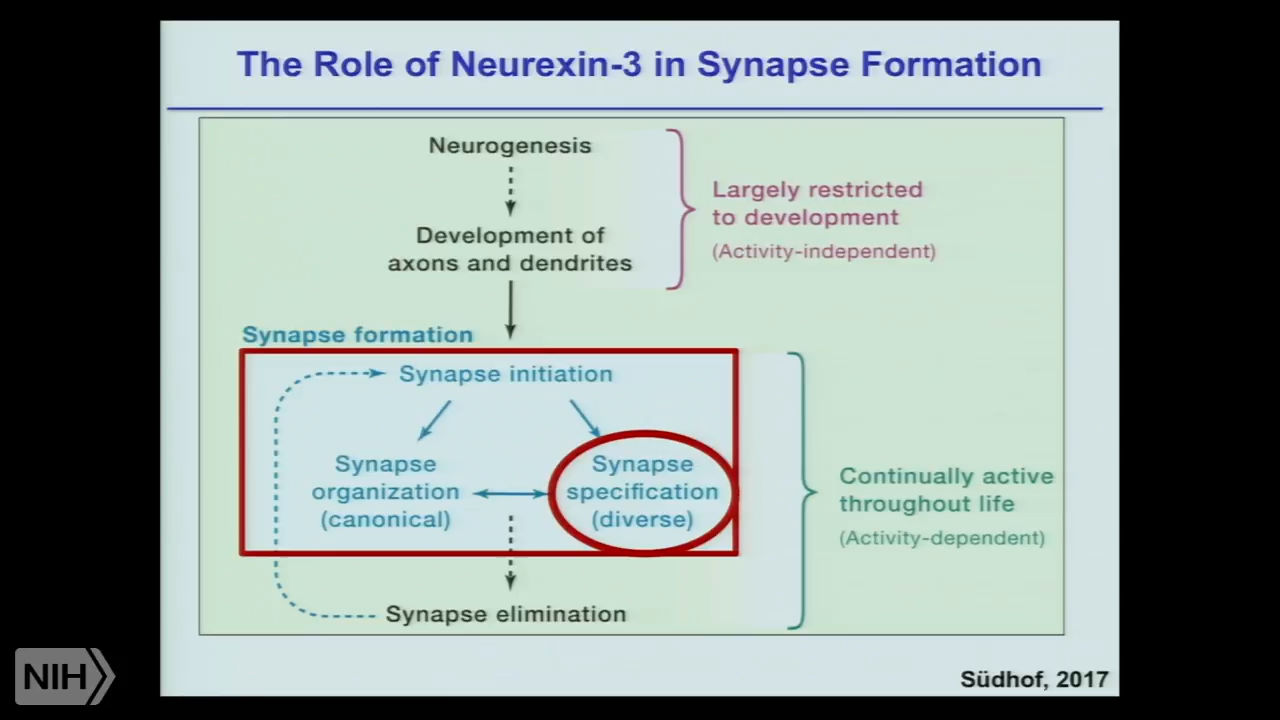 The Role of Neurexin-3 in Synapse Formation
Neurogenesis
Largely restricted
to development
(Activity-independent)
Development of
axons and dendrites
Synapse formation
Synapse initiation
Synapse
organization
(canonical)
Synapse
specification
(diverse)
Continually active
throughout life
(Activity-dependent)
Synapse elimination
NIH
Südhof, 2017